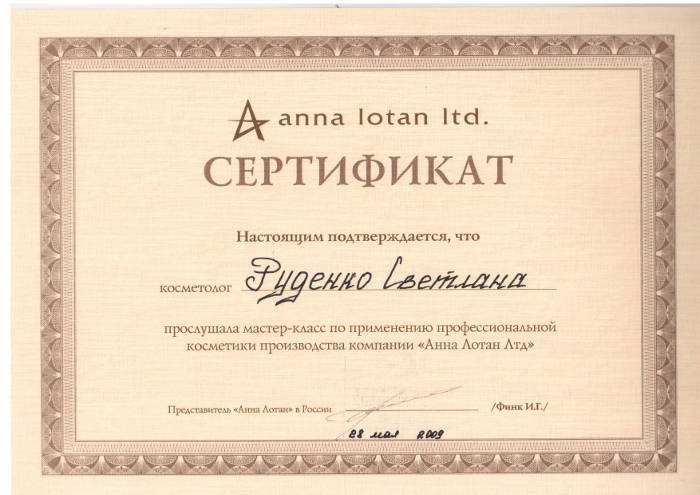 anna lotan ltd.
СЕРТИФИКАТ
Настоящим подтверждается, что
косметолог Руденко Светлана
прослушала мастер-класс по применению профессиональной
косметики производства компании «Анна Лотан Лтд»
Представитель «Анна Лотан» в России /Финк И.Г./
28 мая 2009